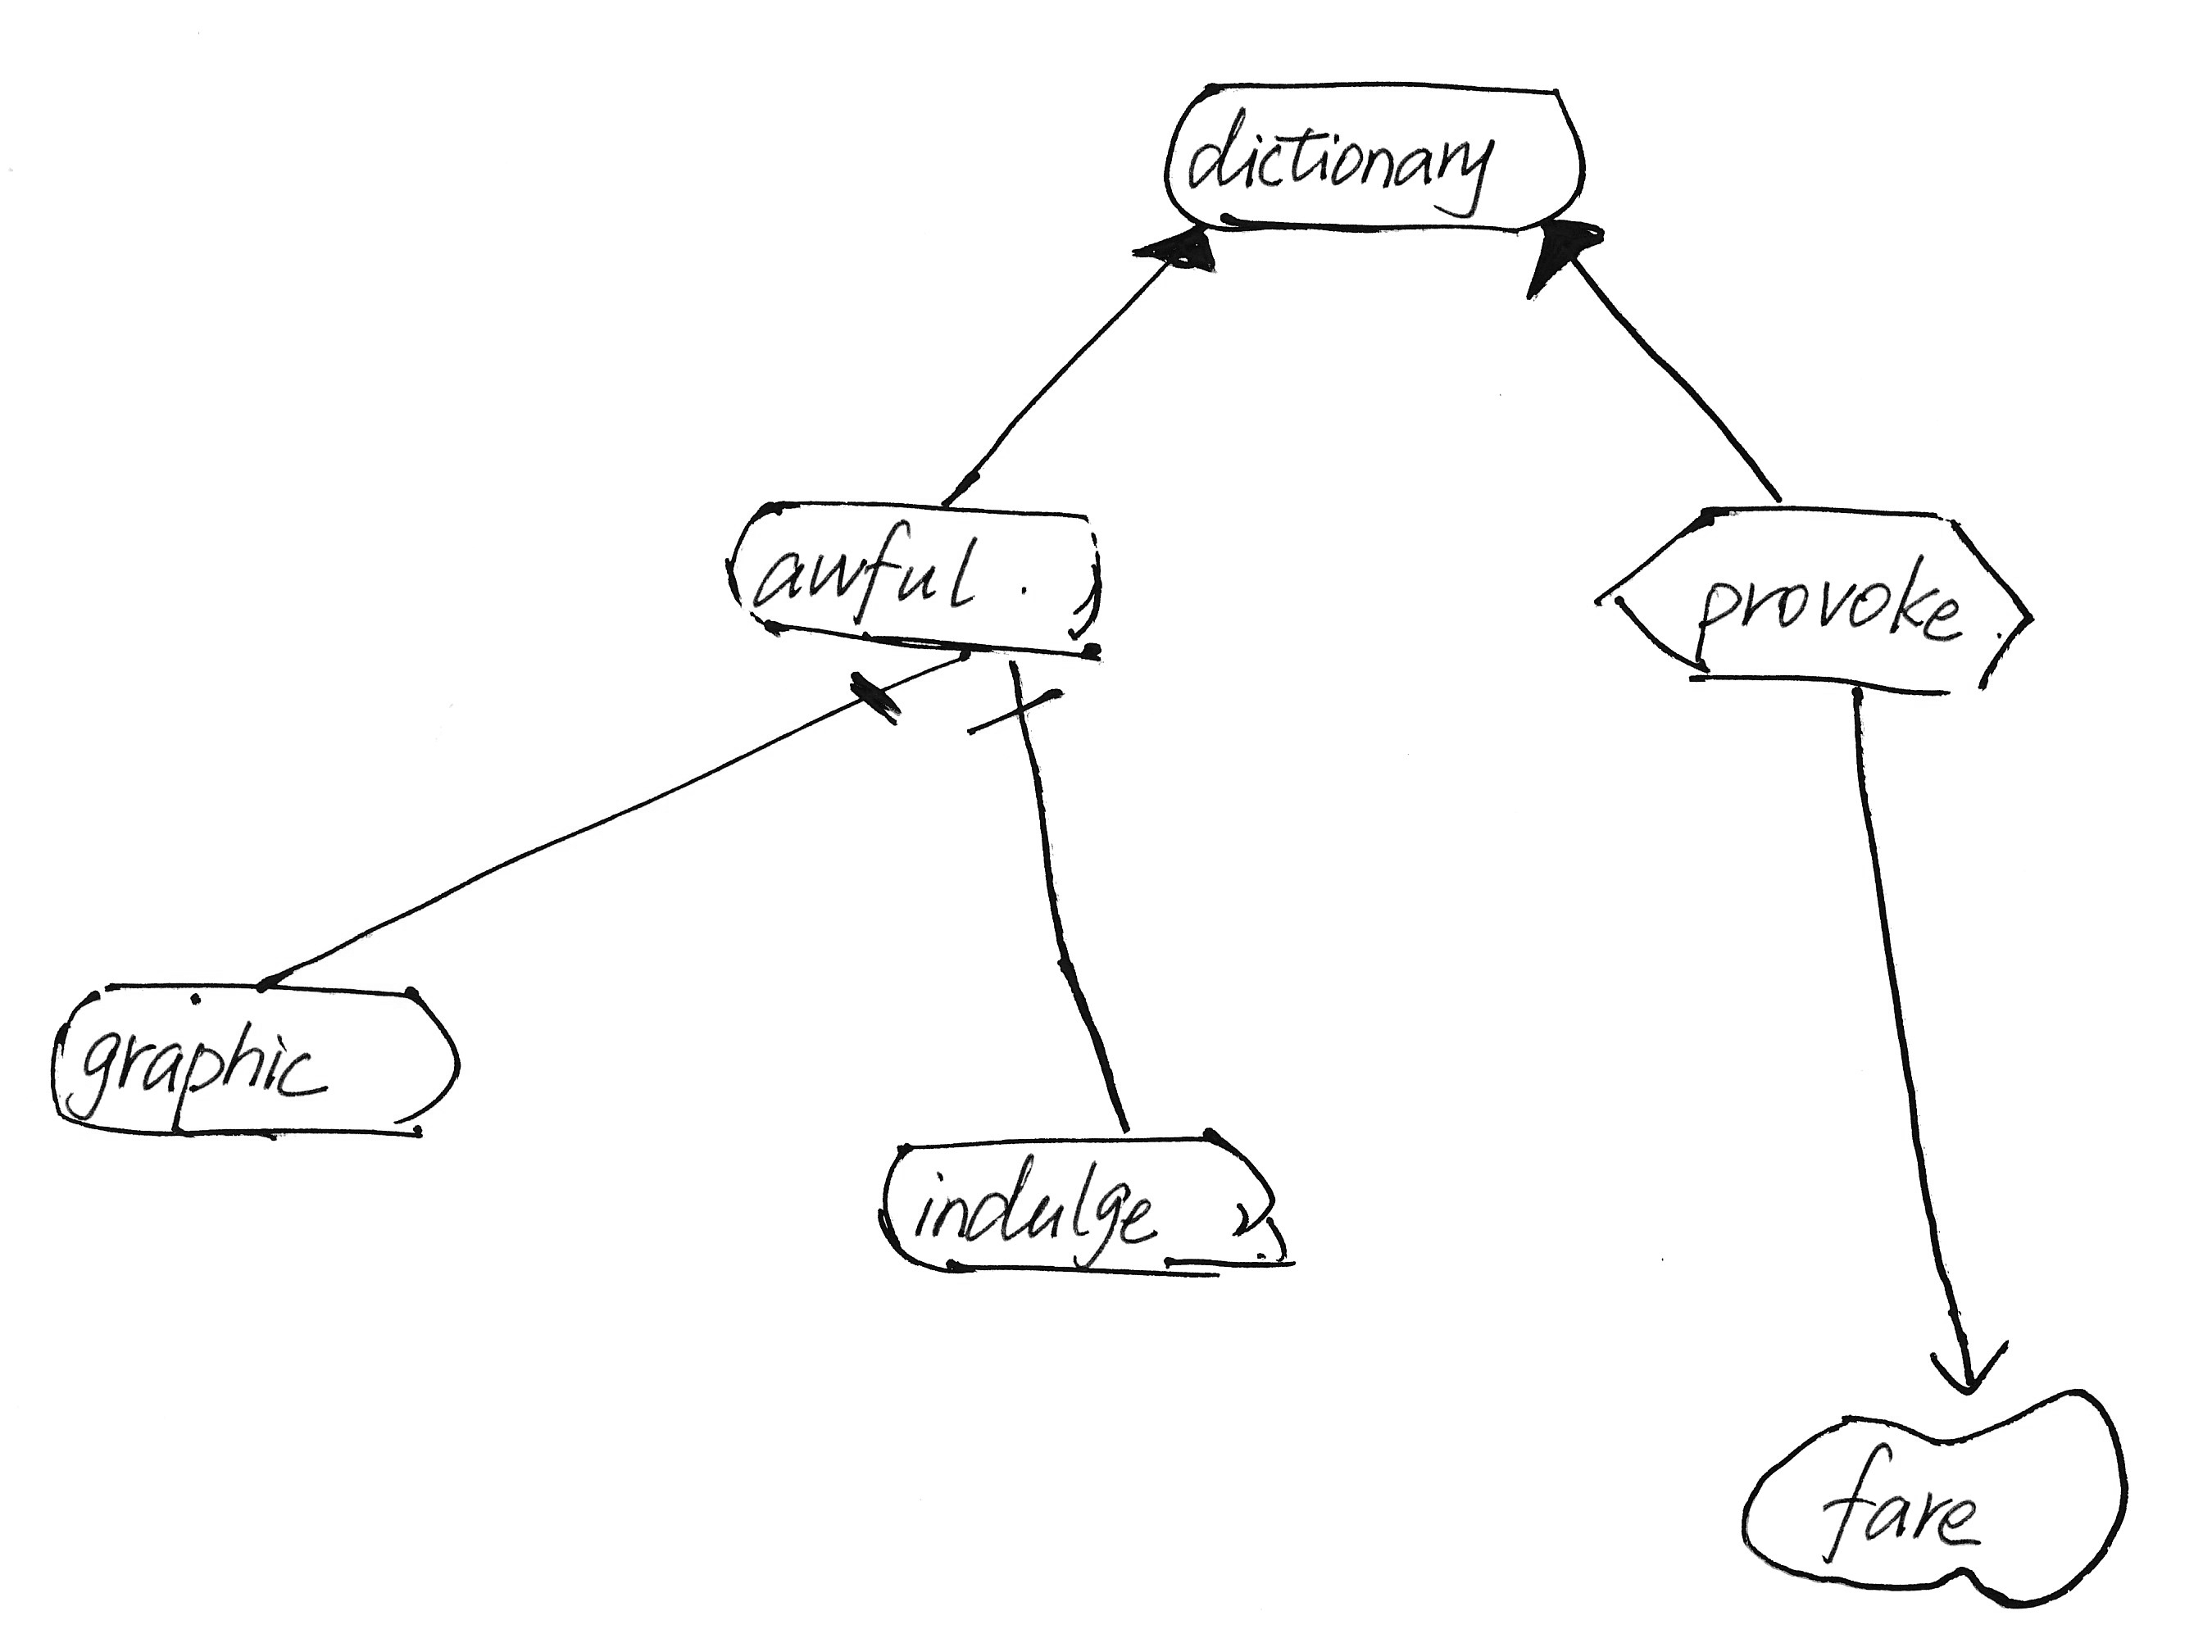 dictionary
awful.
provoke.
graphic
indulge
fare